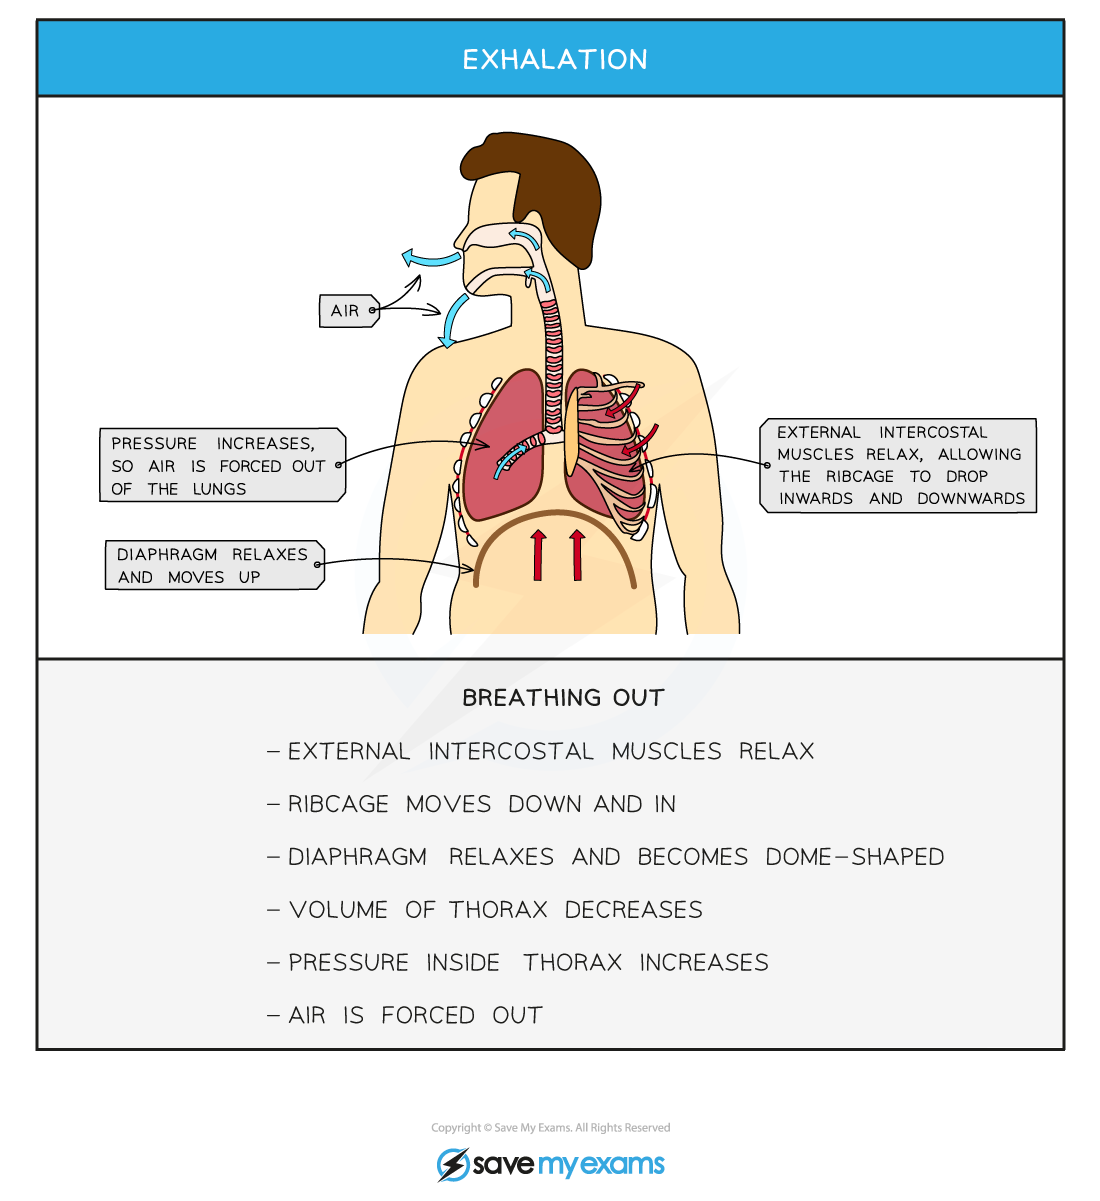 EXHALATION
AIR
PRESSURE INCREASES,
SO AIR IS FORCED OUT
OF THE LUNGS
EXTERNAL INTERCOSTAL
MUSCLES RELAX, ALLOWING
THE RIBCAGE TO DROP
INWARDS AND DOWNWARDS
DIAPHRAGM RELAXES
AND MOVES UP
BREATHING OUT
– EXTERNAL INTERCOSTAL MUSCLES RELAX
– RIBCAGE MOVES DOWN AND IN
– DIAPHRAGM RELAXES AND BECOMES DOME–SHAPED
– VOLUME OF THORAX DECREASES
– PRESSURE INSIDE THORAX INCREASES
– AIR IS FORCED OUT
Copyright © Save My Exams. All Rights Reserved
save my exams